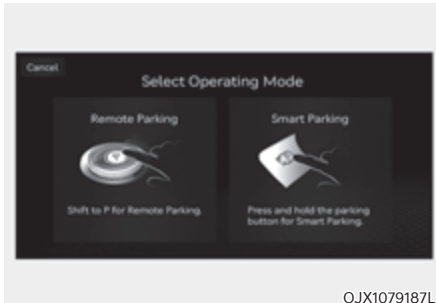 Cancel
Select Operating Mode
Remote Parking
Shift to P for Remote Parking.
Smart Parking
Press and hold the parking
button for Smart Parking.
OJX1079187L